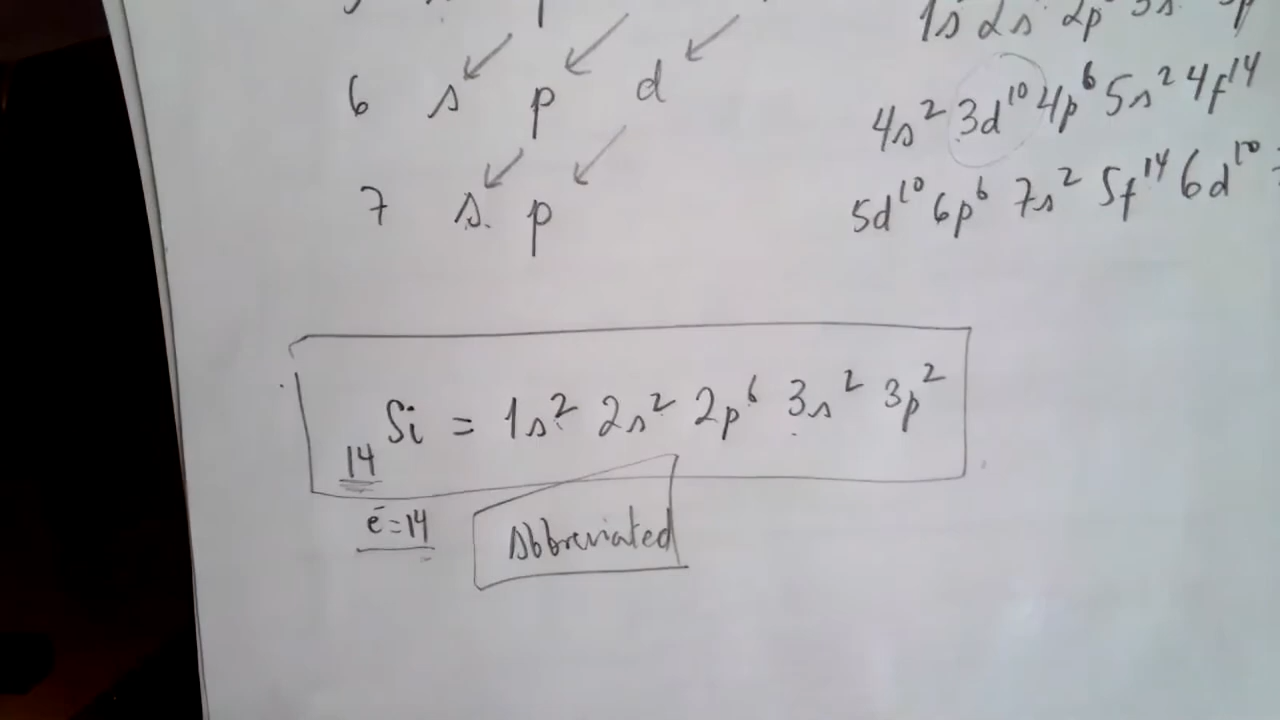 1s 2s 2p 3s 3p
6 s p d
4s² 3d¹⁰ 4p⁶ 5s² 4f¹⁴
7 s. p
5d¹⁰ 6p⁶ 7s² 5f¹⁴ 6d¹⁰
₁₄Si = 1s² 2s² 2p⁶ 3s² 3p²
e⁻=14
Abbreviated